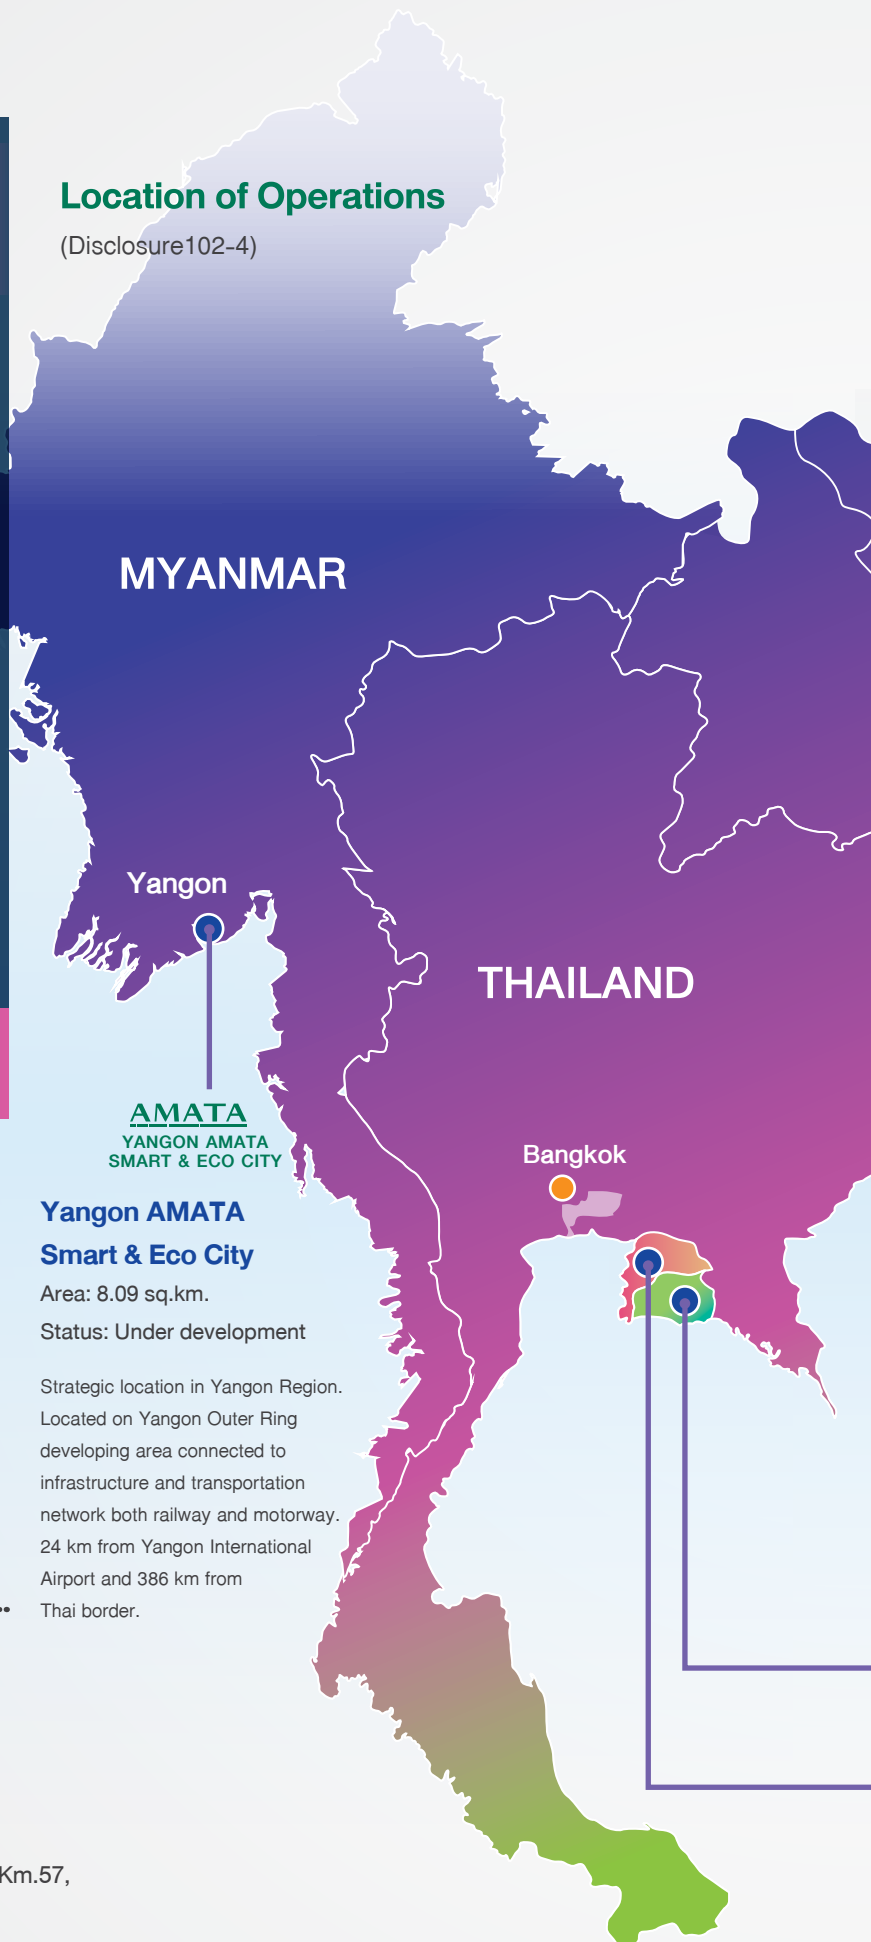 Location of Operations
(Disclosure102-4)
MYANMAR
Yangon
THAILAND
Bangkok
AMATA
YANGON AMATA
SMART & ECO CITY
Yangon AMATA
Smart & Eco City
Area: 8.09 sq.km.
Status: Under development
Strategic location in Yangon Region.
Located on Yangon Outer Ring
developing area connected to
infrastructure and transportation
network both railway and motorway.
24 km from Yangon International
Airport and 386 km from
Thai border.
Km.57,